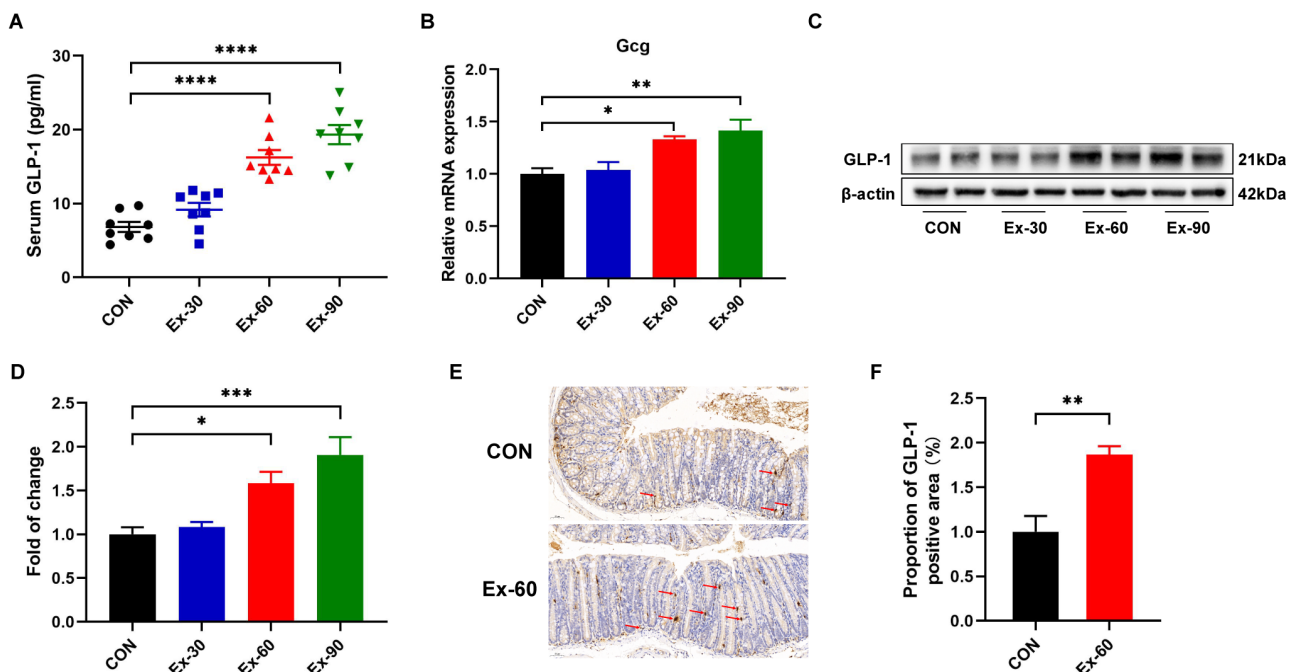 A
****
****
30
20
10
0
Serum GLP-1 (pg/ml)
CON
Ex-30
Ex-60
Ex-90
B
Gcg
**
*
2.0
1.5
1.0
0.5
0.0
Relative mRNA expression
CON
Ex-30
Ex-60
Ex-90
C
GLP-1
21kDa
β-actin
42kDa
CON
Ex-30
Ex-60
Ex-90
D
***
*
2.5
2.0
1.5
1.0
0.5
0.0
Fold of change
CON
Ex-30
Ex-60
Ex-90
E
CON
Ex-60
F
**
2.5
2.0
1.5
1.0
0.5
0.0
Proportion of GLP-1
positive area (%)
CON
Ex-60